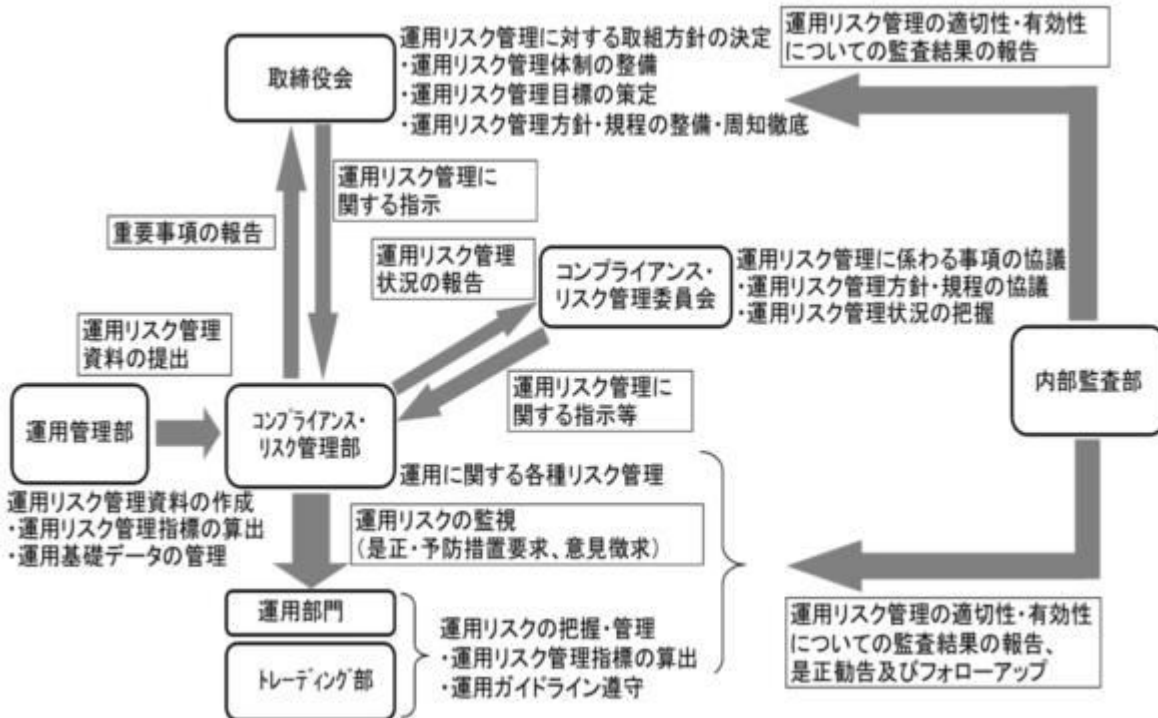 取締役会
運用リスク管理に対する取組方針の決定
・運用リスク管理体制の整備
・運用リスク管理目標の策定
・運用リスク管理方針・規程の整備・周知徹底
運用リスク管理の適切性・有効性
についての監査結果の報告
運用リスク管理に
関する指示
重要事項の報告
運用リスク管理
状況の報告
コンプライアンス・
リスク管理委員会
運用リスク管理に係わる事項の協議
・運用リスク管理方針・規程の協議
・運用リスク管理状況の把握
運用リスク管理
資料の提出
運用リスク管理に
関する指示等
内部監査部
運用管理部
コンプライアンス・
リスク管理部
運用に関する各種リスク管理
運用リスク管理資料の作成
・運用リスク管理指標の算出
・運用基礎データの管理
運用リスクの監視
(是正・予防措置要求、意見徴求)
運用部門
トレーディング部
運用リスクの把握・管理
・運用リスク管理指標の算出
・運用ガイドライン遵守
運用リスク管理の適切性・有効性
についての監査結果の報告、
是正勧告及びフォローアップ